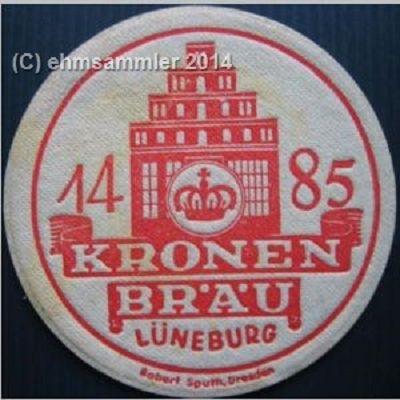 (C) ehmsammler 2014
14 85
KRONEN
BRÄU
LÜNEBURG
Robert Sputh, Dresden